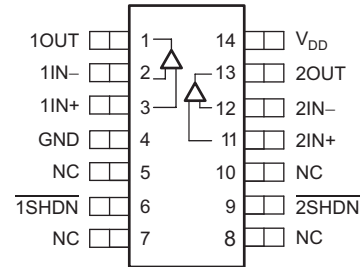 1OUT 1 14 V_DD
1IN– 2 13 2OUT
1IN+ 3 12 2IN–
GND 4 11 2IN+
NC 5 10 NC
1SHDN 6 9 2SHDN
NC 7 8 NC